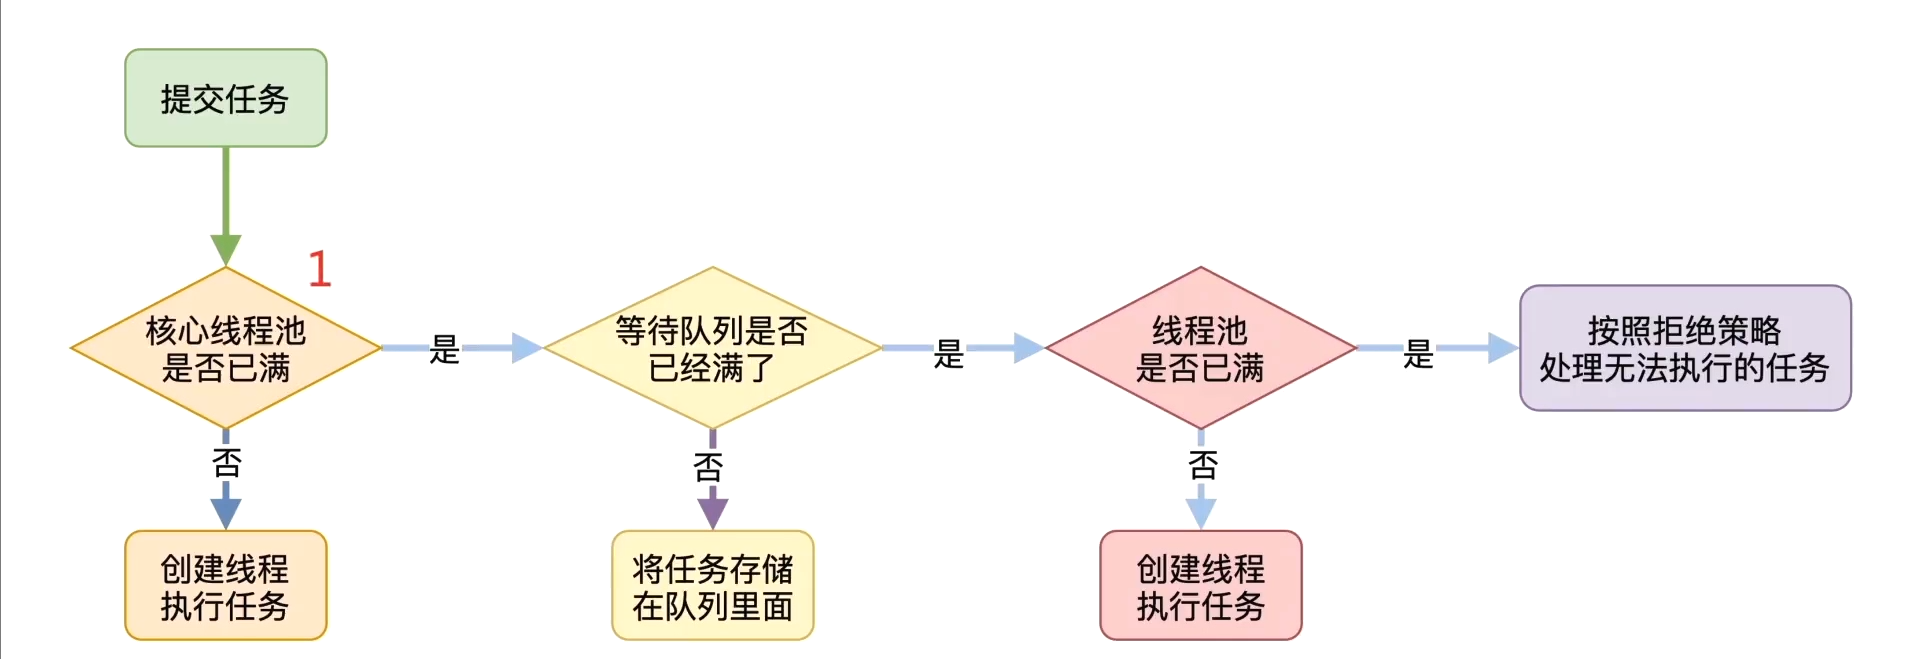 提交任务
1
核心线程池
是否已满
是
等待队列是否
已经满了
是
线程池
是否已满
是
按照拒绝策略
处理无法执行的任务
否
否
否
创建线程
执行任务
将任务存储
在队列里面
创建线程
执行任务